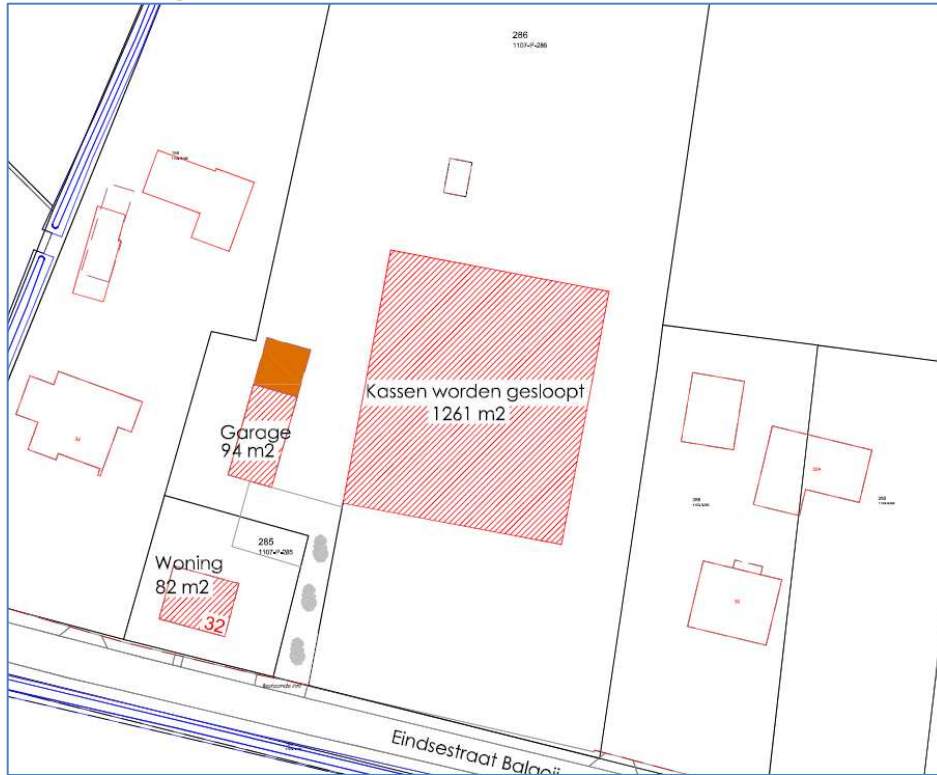 286
1107-P-286
Kassen worden gesloopt
1261 m2
Garage
94 m2
285
1107-P-285
Woning
82 m2
32
Eindsestraat Balgoij